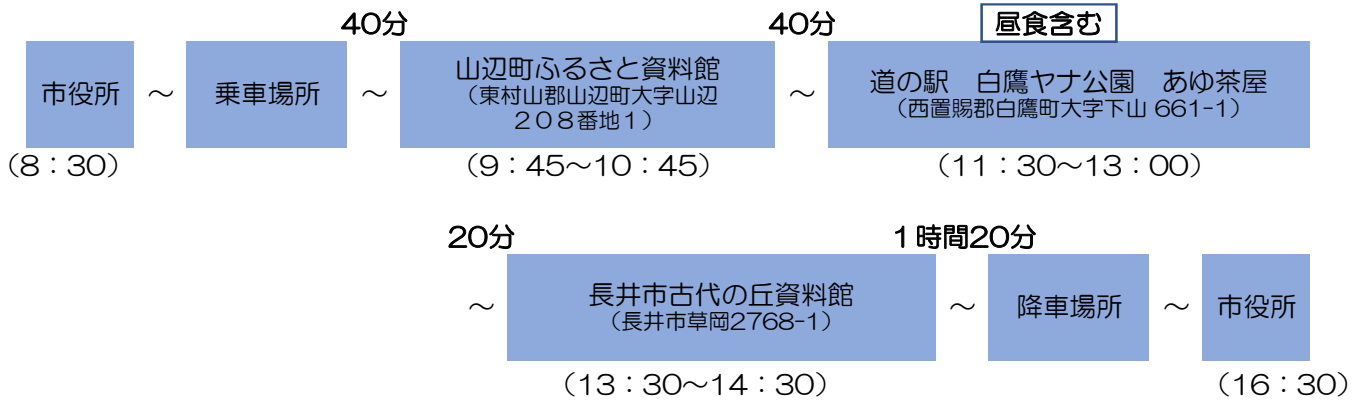 40分
40分
昼食含む
市役所
～
乗車場所
～
山辺町ふるさと資料館
（東村山郡山辺町大字山辺
２０８番地１）
～
道の駅　白鷹ヤナ公園　あゆ茶屋
（西置賜郡白鷹町大字下山 661-1）
（8：30）
（9：45～10：45）
（11：30～13：00）
20分
１時間20分
～
長井市古代の丘資料館
（長井市草岡2768-1）
～
降車場所
～
市役所
（13：30～14：30）
（16：30）